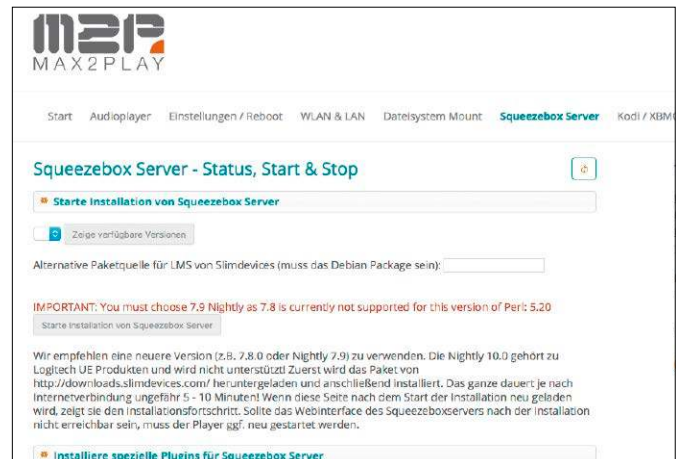 M2P
MAX2PLAY
Start Audioplayer Einstellungen / Reboot WLAN & LAN Dateisystem Mount Squeezebox Server Kodi / XBM
Squeezebox Server - Status, Start & Stop
Starte Installation von Squeezebox Server
Zeige verfügbare Versionen
Alternative Paketquelle für LMS von Slimdevices (muss das Debian Package sein):
IMPORTANT: You must choose 7.9 Nightly as 7.8 is currently not supported for this version of Perl: 5.20
Starte Installation von Squeezebox Server
Wir empfehlen eine neuere Version (z.B. 7.8.0 oder Nightly 7.9) zu verwenden. Die Nightly 10.0 gehört zu
Logitech UE Produkten und wird nicht unterstützt! Zuerst wird das Paket von
http://downloads.slimdevices.com/ heruntergeladen und anschließend installiert. Das ganze dauert je nach
Internetverbindung ungefähr 5 - 10 Minuten! Wenn diese Seite nach dem Start der Installation neu geladen
wird, zeigt sie den Installationsfortschritt. Sollte das Webinterface des Squeezeboxservers nach der Installation
nicht erreichbar sein, muss der Player ggf. neu gestartet werden.
Installiere spezielle Plugins für Squeezebox Server